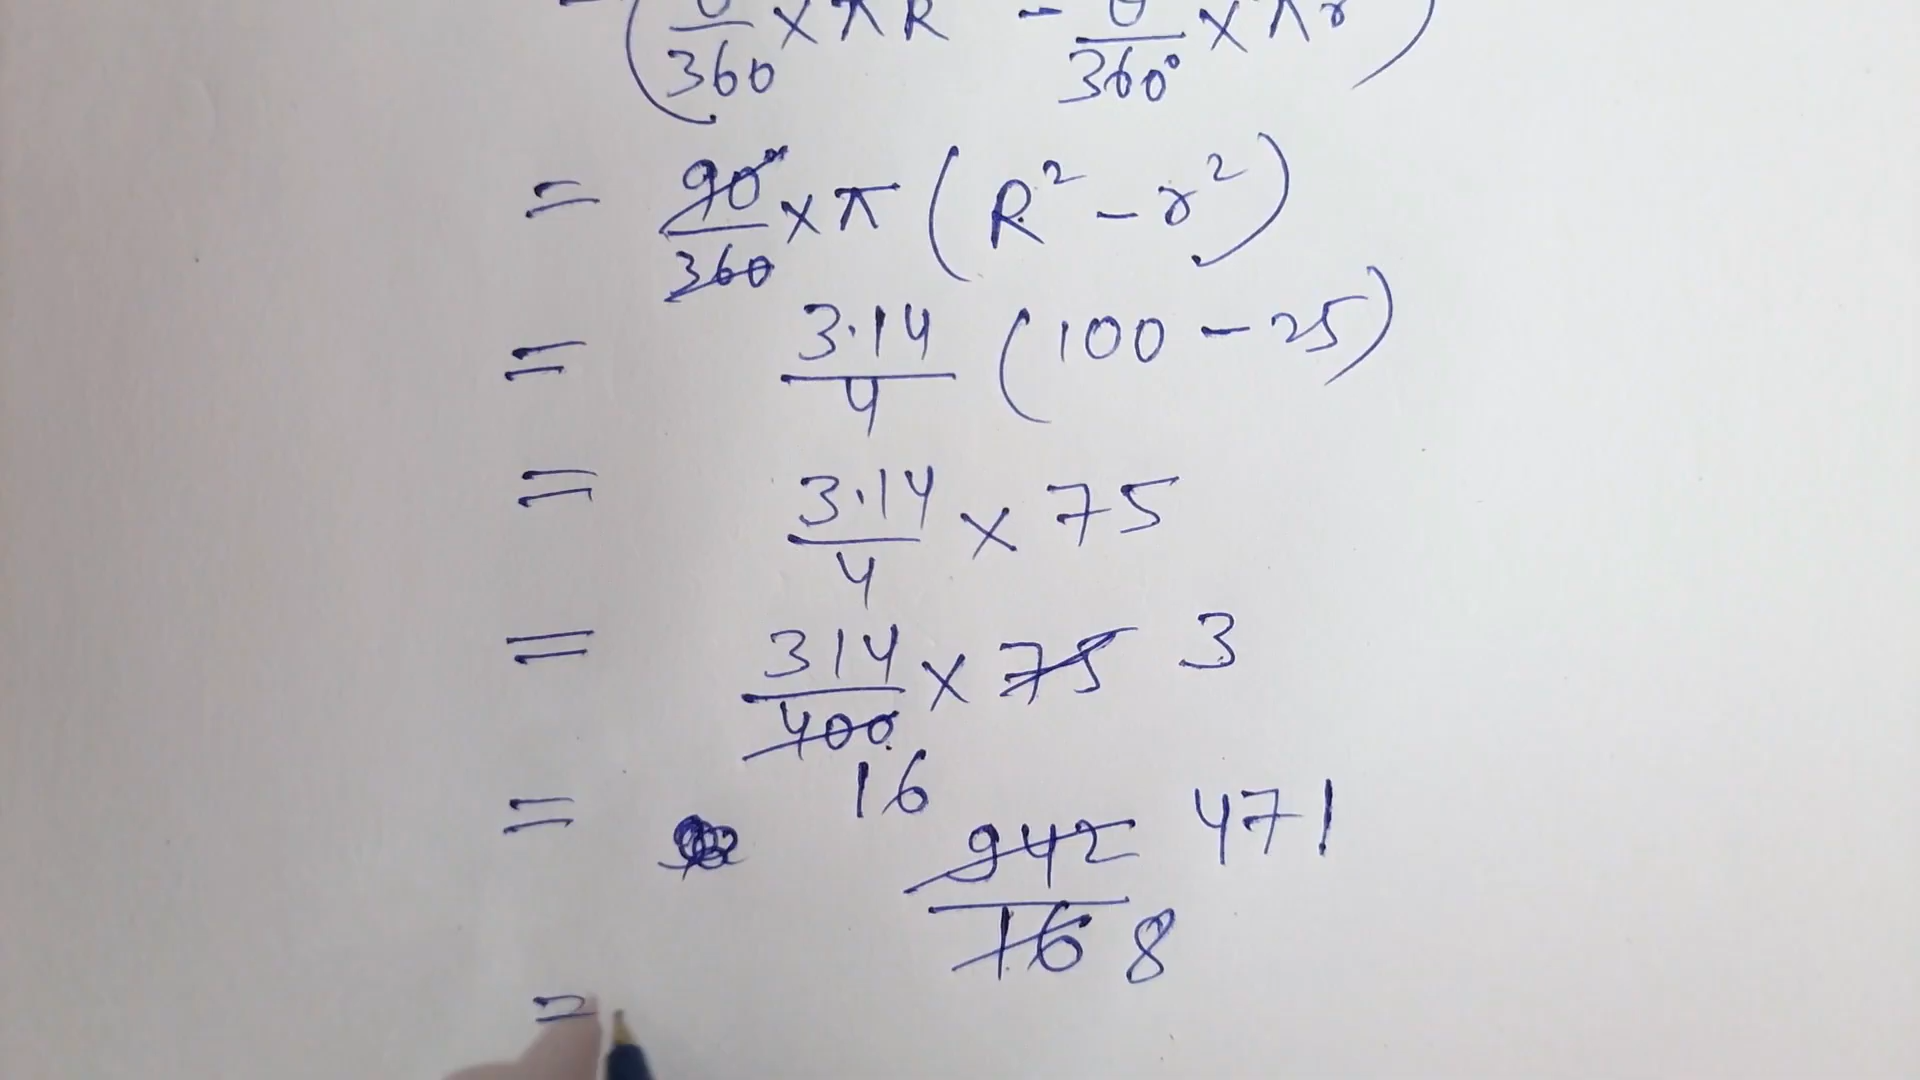 (θ/360 × πR - θ/360° × πr)
= 90°/360 × π (R² - r²)
= 3.14/4 (100 - 25)
= 3.14/4 × 75
= 314/400 × 75 3
16
= 942/16 471
8
=